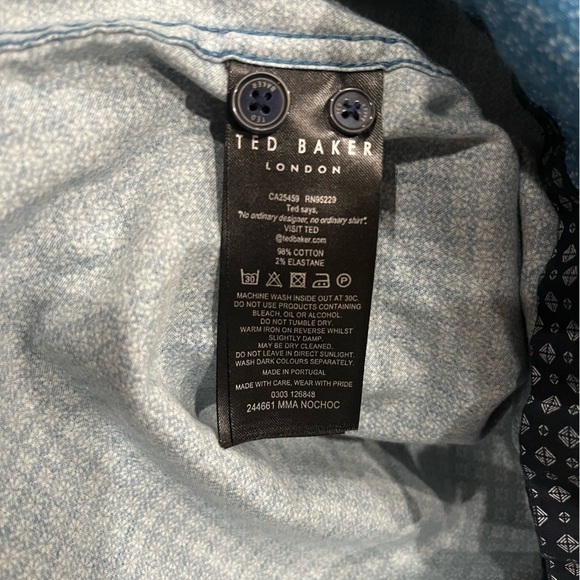 TED BAKER
LONDON
CA25459 RN95229
Ted says,
"No ordinary designer, no ordinary shirt".
VISIT TED
@tedbaker.com
98% COTTON
2% ELASTANE
30
MACHINE WASH INSIDE OUT AT 30C.
DO NOT USE PRODUCTS CONTAINING
BLEACH, OIL OR ALCOHOL.
DO NOT TUMBLE DRY.
WARM IRON ON REVERSE WHILST
SLIGHTLY DAMP.
MAY BE DRY CLEANED.
DO NOT LEAVE IN DIRECT SUNLIGHT.
WASH DARK COLOURS SEPARATELY.
MADE IN PORTUGAL
MADE WITH CARE, WEAR WITH PRIDE
0303 126848
244661 MMA NOCHOC